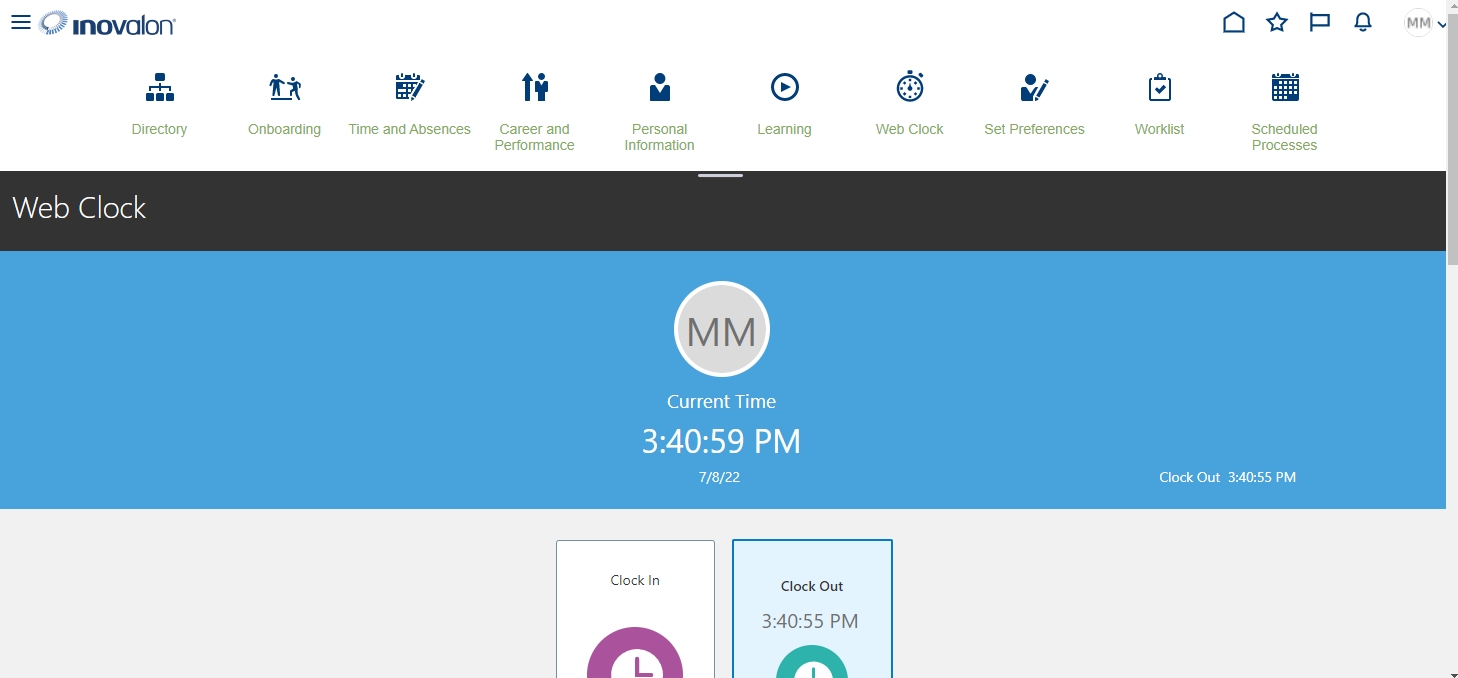 inovalon
MM
Directory
Onboarding
Time and Absences
Career and
Performance
Personal
Information
Learning
Web Clock
Set Preferences
Worklist
Scheduled
Processes
Web Clock
MM
Current Time
3:40:59 PM
7/8/22
Clock Out 3:40:55 PM
Clock In
Clock Out
3:40:55 PM